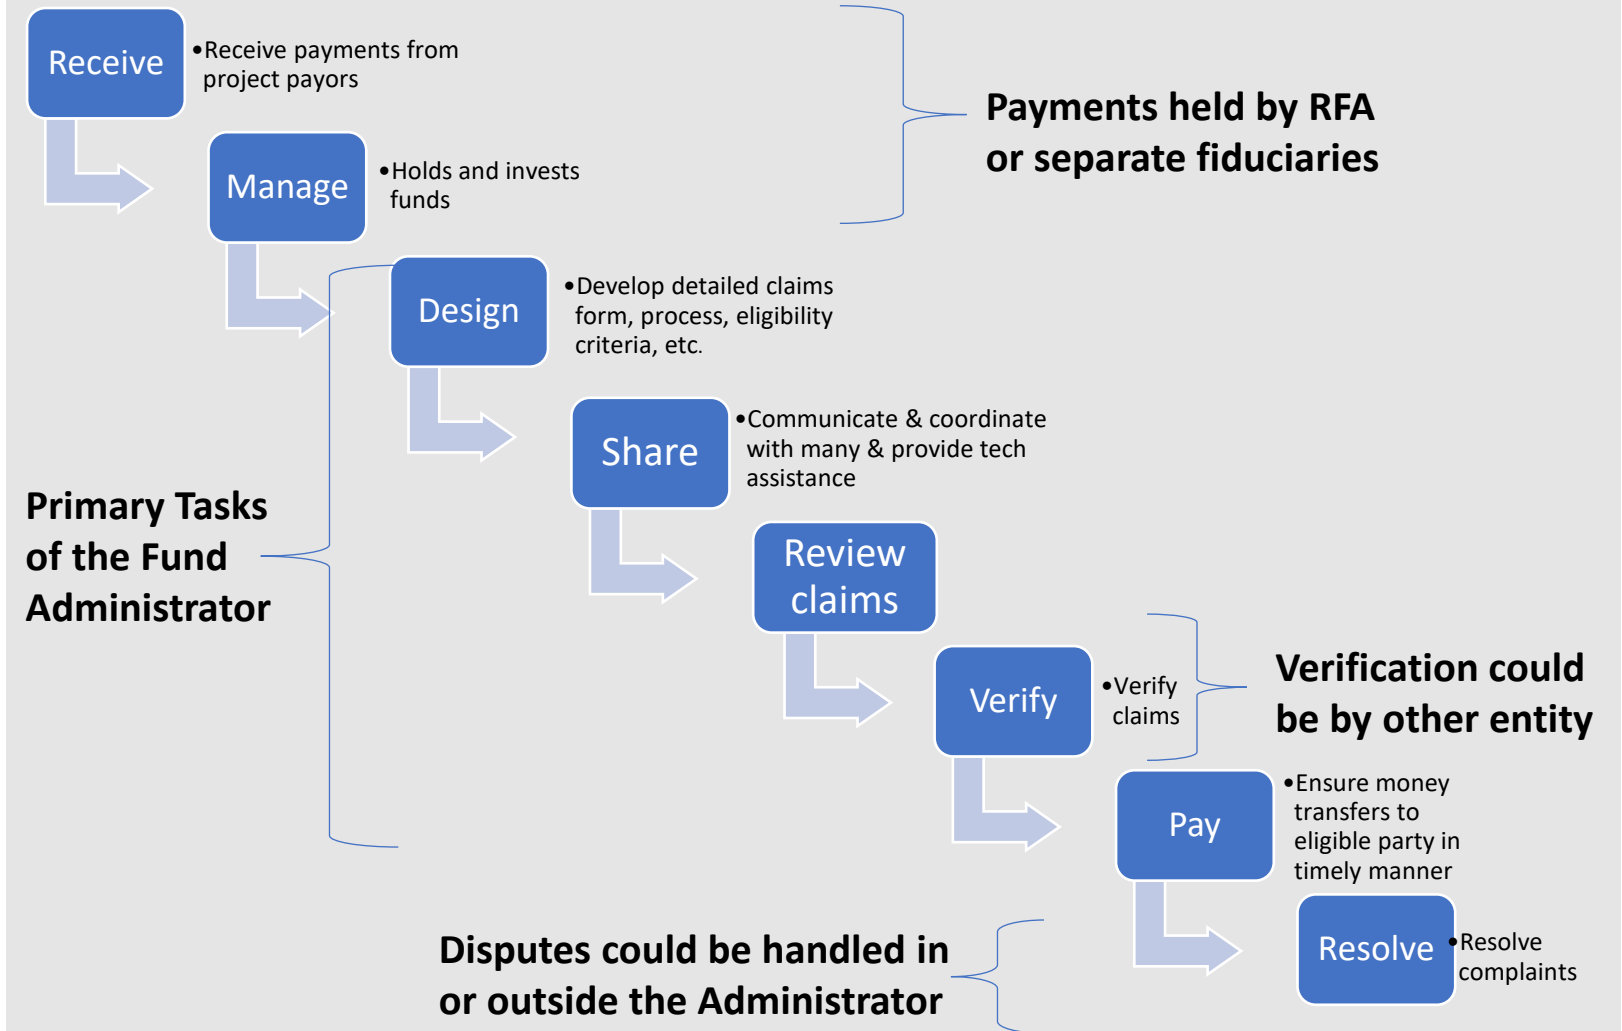 Receive
•Receive payments from
project payors
Payments held by RFA
or separate fiduciaries
Manage
•Holds and invests
funds
Design
•Develop detailed claims
form, process, eligibility
criteria, etc.
Share
•Communicate & coordinate
with many & provide tech
assistance
Primary Tasks
of the Fund
Administrator
Review
claims
Verify
•Verify
claims
Verification could
be by other entity
Pay
•Ensure money
transfers to
eligible party in
timely manner
Disputes could be handled in
or outside the Administrator
Resolve
•Resolve
complaints